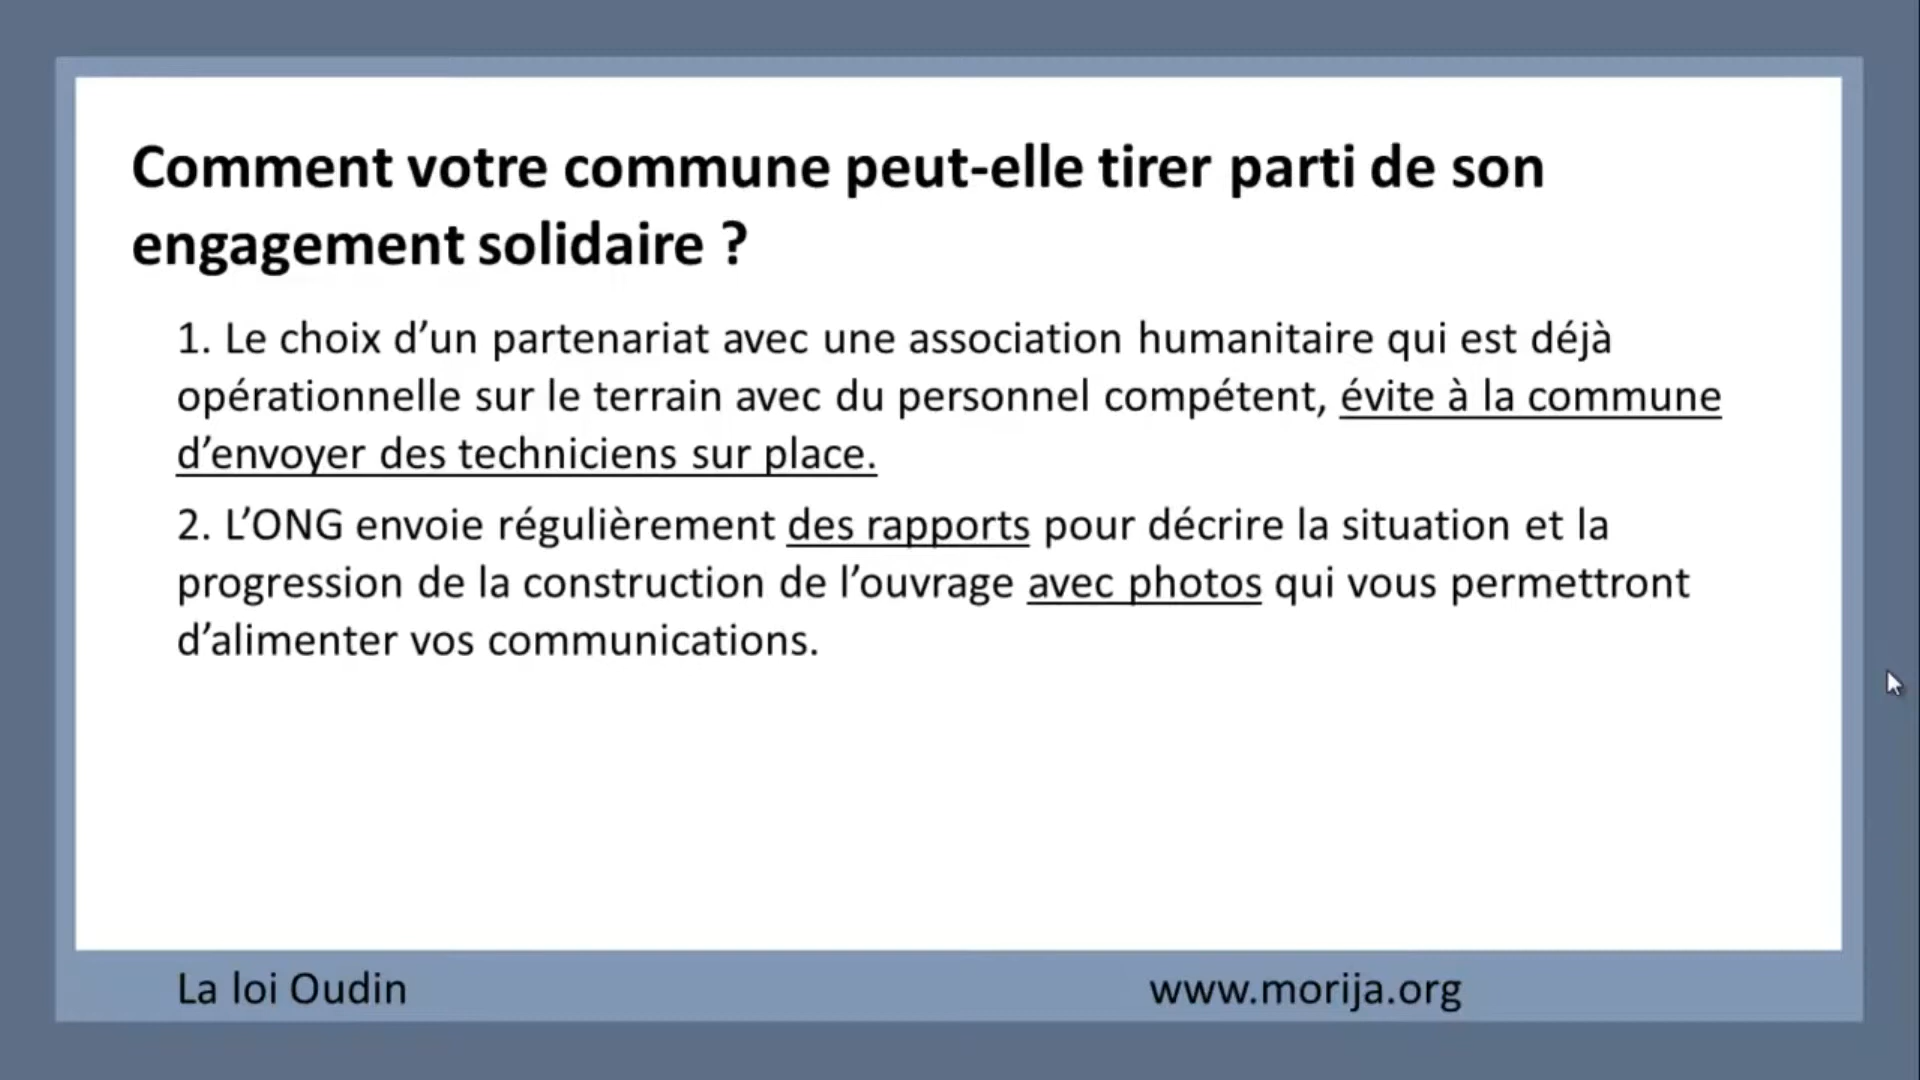 Comment votre commune peut-elle tirer parti de son
engagement solidaire ?
1. Le choix d’un partenariat avec une association humanitaire qui est déjà
opérationnelle sur le terrain avec du personnel compétent, évite à la commune
d’envoyer des techniciens sur place.
2. L’ONG envoie régulièrement des rapports pour décrire la situation et la
progression de la construction de l’ouvrage avec photos qui vous permettront
d’alimenter vos communications.
La loi Oudin
www.morija.org